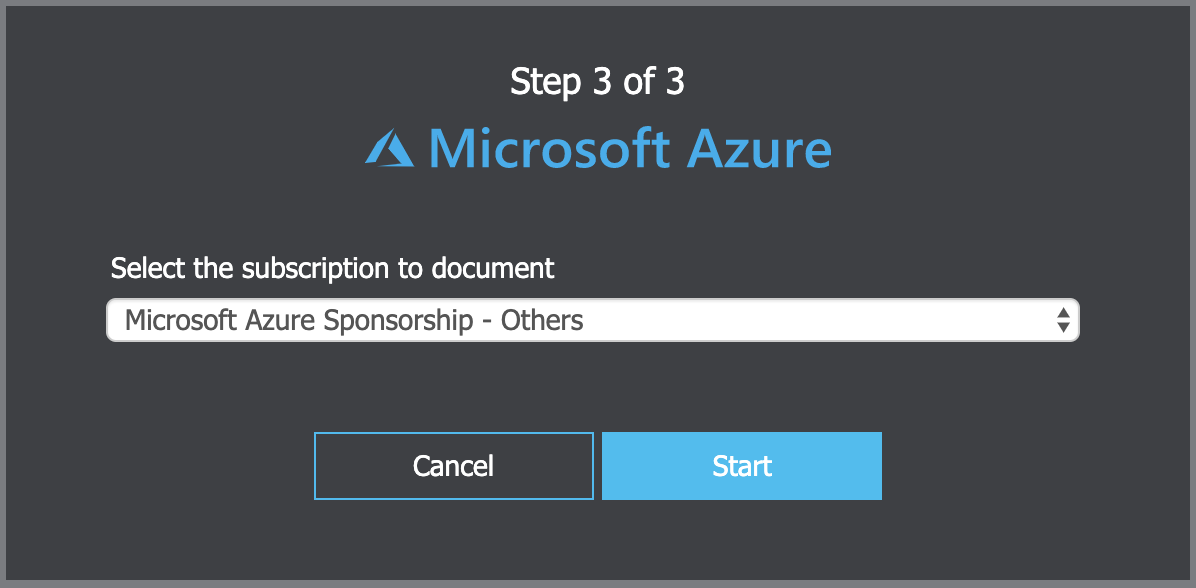 Step 3 of 3
Microsoft Azure
Select the subscription to document
Microsoft Azure Sponsorship - Others
Cancel
Start